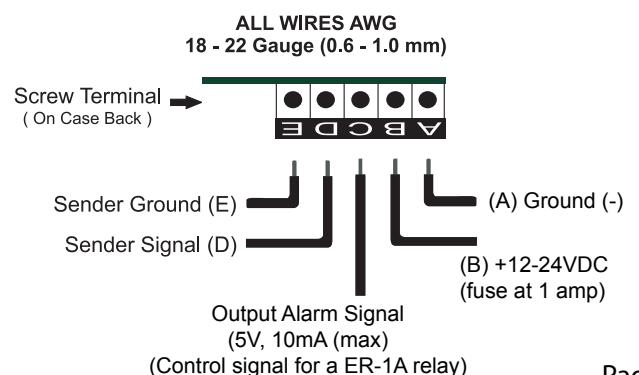 ALL WIRES AWG
18 - 22 Gauge (0.6 - 1.0 mm)
Screw Terminal
( On Case Back )
E D C B A
Sender Ground (E)
(A) Ground (-)
Sender Signal (D)
(B) +12-24VDC
(fuse at 1 amp)
Output Alarm Signal
(5V, 10mA (max)
(Control signal for a ER-1A relay)